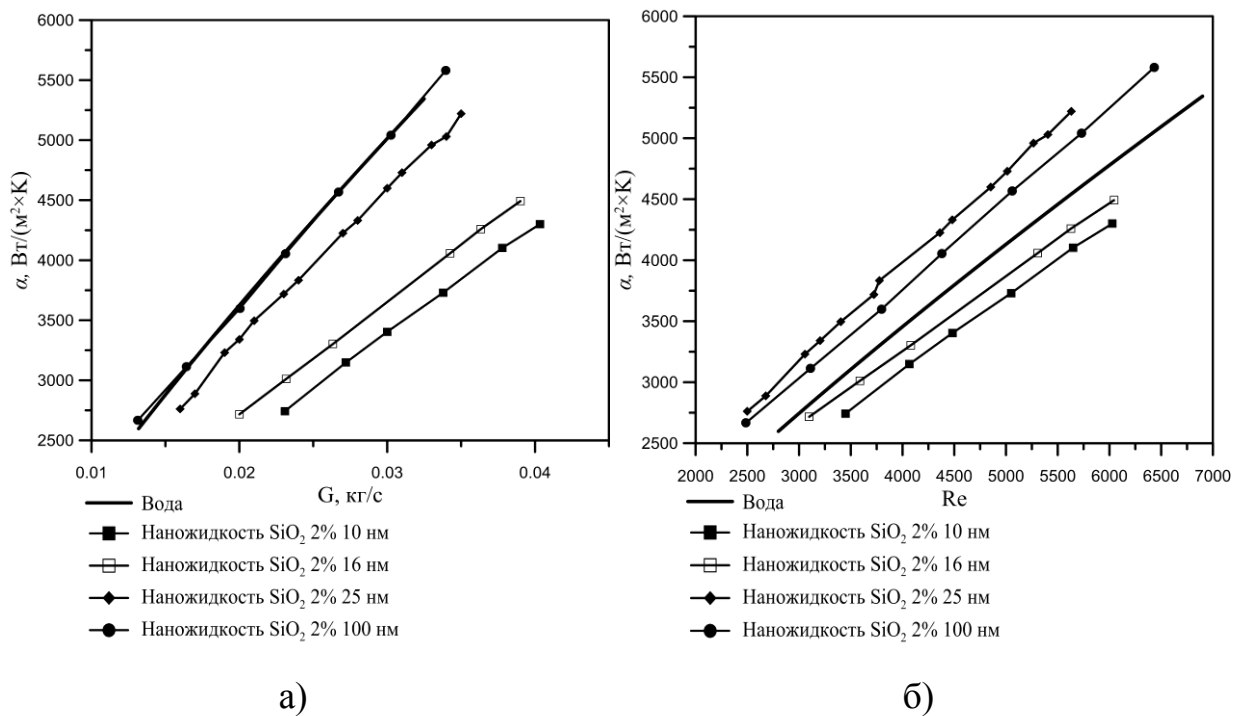 6000
5500
5000
4500
4000
3500
3000
2500
α, Вт/(м²×К)
0.01 0.02 0.03 0.04
G, кг/с
Вода
Наножидкость SiO₂ 2% 10 нм
Наножидкость SiO₂ 2% 16 нм
Наножидкость SiO₂ 2% 25 нм
Наножидкость SiO₂ 2% 100 нм
а)
6000
5500
5000
4500
4000
3500
3000
2500
α, Вт/(м²×К)
2000 2500 3000 3500 4000 4500 5000 5500 6000 6500 7000
Re
Вода
Наножидкость SiO₂ 2% 10 нм
Наножидкость SiO₂ 2% 16 нм
Наножидкость SiO₂ 2% 25 нм
Наножидкость SiO₂ 2% 100 нм
б)